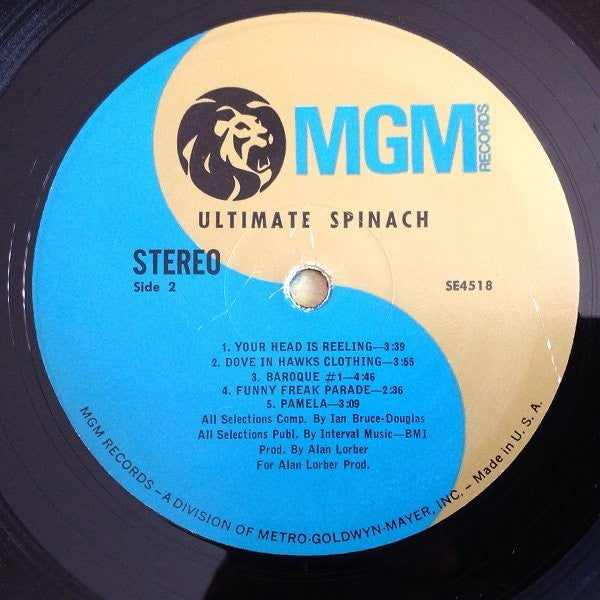 MGM
RECORDS
ULTIMATE SPINACH
STEREO
Side 2
SE4518
1. YOUR HEAD IS REELING—3:39
2. DOVE IN HAWKS CLOTHING—3:55
3. BAROQUE #1—4:46
4. FUNNY FREAK PARADE—2:36
5. PAMELA—3:09
All Selections Comp. By Ian Bruce-Douglas
All Selections Publ. By Interval Music—BMI
Prod. By Alan Lorber
For Alan Lorber Prod.
MGM RECORDS – A DIVISION OF METRO-GOLDWYN-MAYER, INC. – Made in U. S. A.